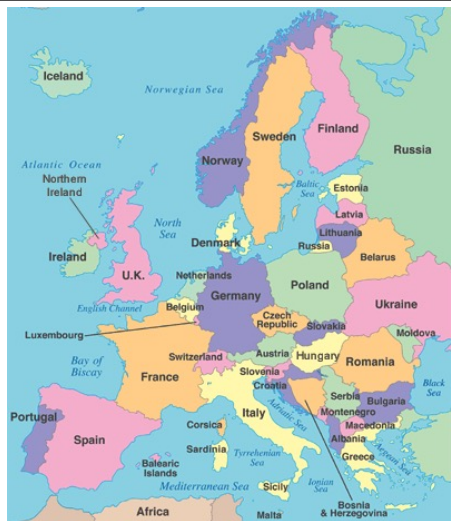 Iceland
Norwegian Sea
Sweden
Finland
Norway
Russia
Atlantic Ocean
Northern
Ireland
Baltic
Sea
Estonia
Latvia
North
Sea
Denmark
Lithuania
Russia
Belarus
Ireland
U.K.
Netherlands
Germany
Poland
English Channel
Belgium
Ukraine
Luxembourg
Czech
Republic
Slovakia
Moldova
Bay of
Biscay
Switzerland
Austria
Hungary
France
Slovenia
Romania
Croatia
Black
Sea
Portugal
Spain
Italy
Serbia
Bulgaria
Montenegro
Corsica
Adriatic Sea
Macedonia
Albania
Sardinia
Tyrrehenian
Sea
Greece
Aegean Sea
Balearic
Islands
Mediterranean Sea
Sicily
Ionian
Sea
Africa
Malta
Bosnia
& Herzegovina